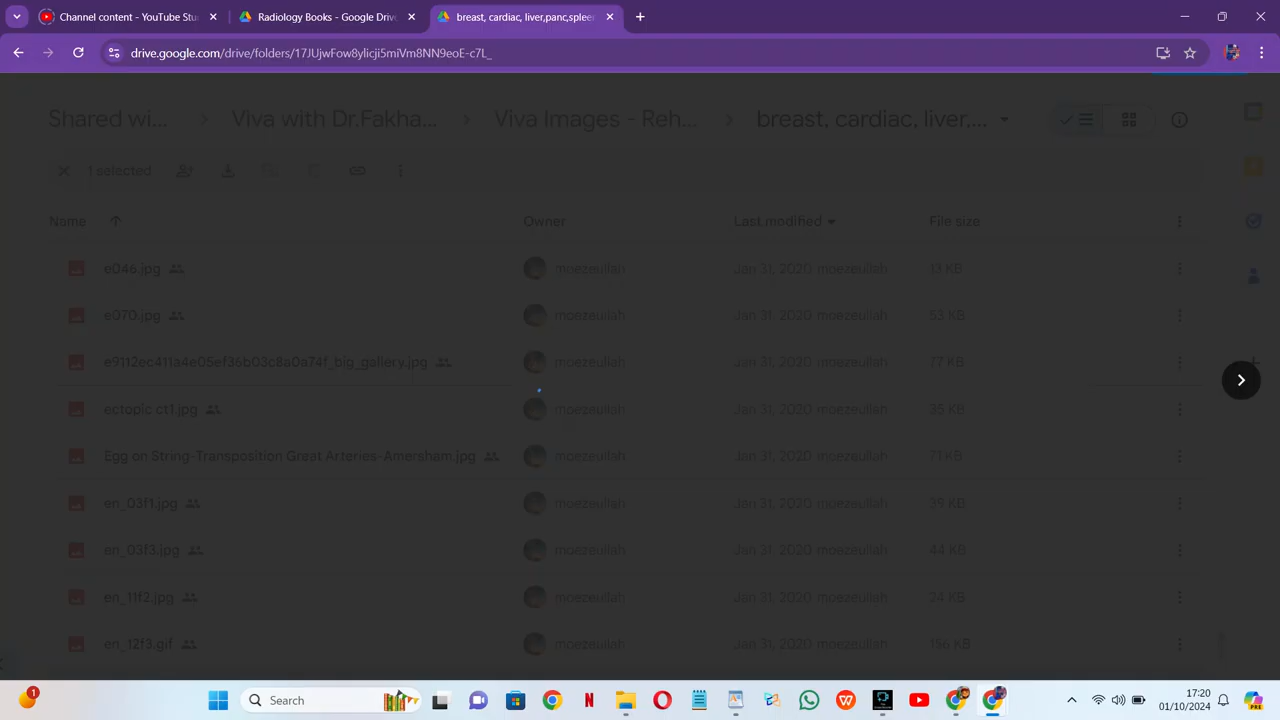 Channel content - YouTube Stu
Radiology Books - Google Drive
breast, cardiac, liver,panc,spleen
drive.google.com/drive/folders/17JUjwFow8ylicji5miVm8NN9eoE-c7L_
Shared wi... > Viva with Dr.Fakha... > Viva Images - Reh... > breast, cardiac, liver,...
1 selected
Name Owner Last modified File size
e046.jpg moezeullah Jan 31, 2020 moezeullah 13 KB
e070.jpg moezeullah Jan 31, 2020 moezeullah 53 KB
e9112ec411a4e05ef36b03c8a0a74f_big_gallery.jpg moezeullah Jan 31, 2020 moezeullah 77 KB
ectopic ct1.jpg moezeullah Jan 31, 2020 moezeullah 35 KB
Egg on String-Transposition Great Arteries-Amersham.jpg moezeullah Jan 31, 2020 moezeullah 71 KB
en_03f1.jpg moezeullah Jan 31, 2020 moezeullah 39 KB
en_03f3.jpg moezeullah Jan 31, 2020 moezeullah 44 KB
en_11f2.jpg moezeullah Jan 31, 2020 moezeullah 24 KB
en_12f3.gif moezeullah Jan 31, 2020 moezeullah 156 KB
1
Search
17:20
01/10/2024